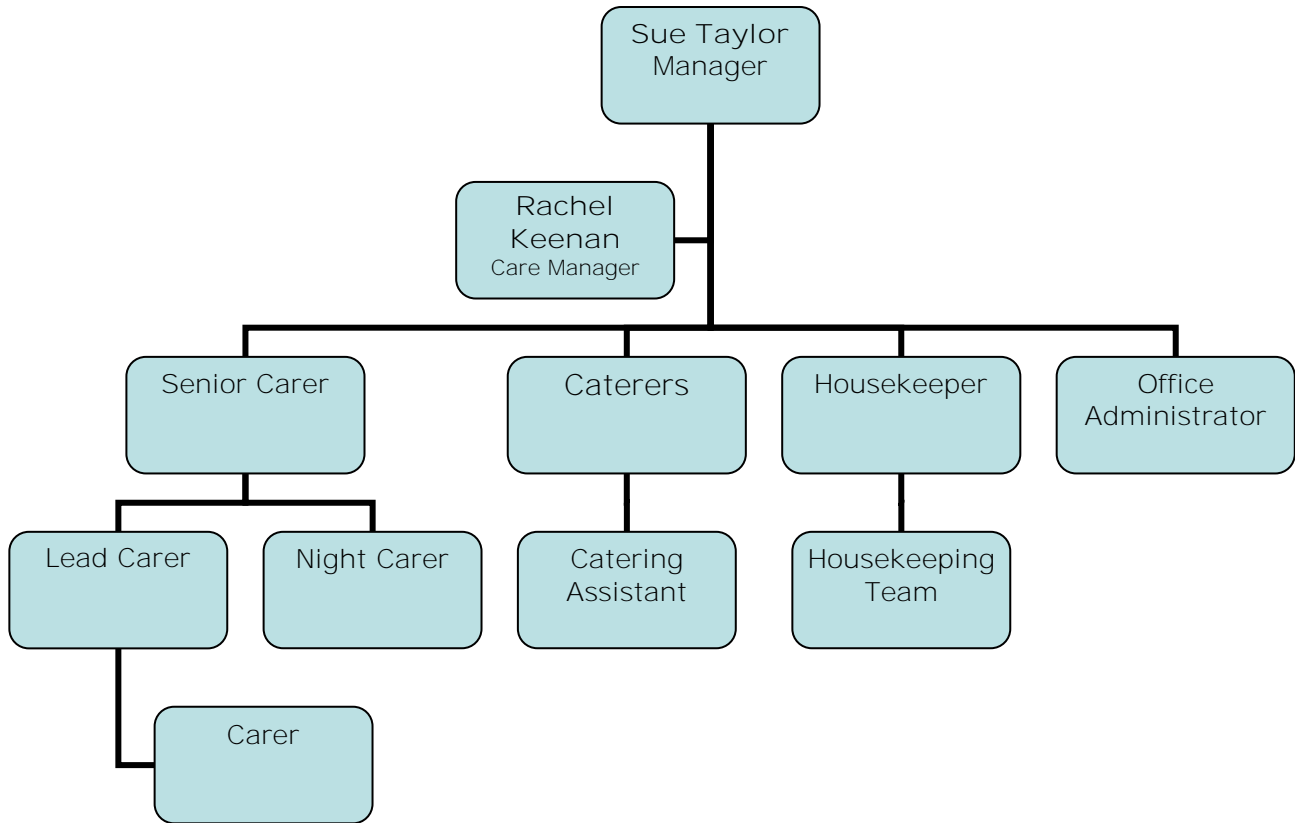 Sue Taylor
Manager
Rachel
Keenan
Care Manager
Senior Carer
Caterers
Housekeeper
Office
Administrator
Lead Carer
Night Carer
Catering
Assistant
Housekeeping
Team
Carer